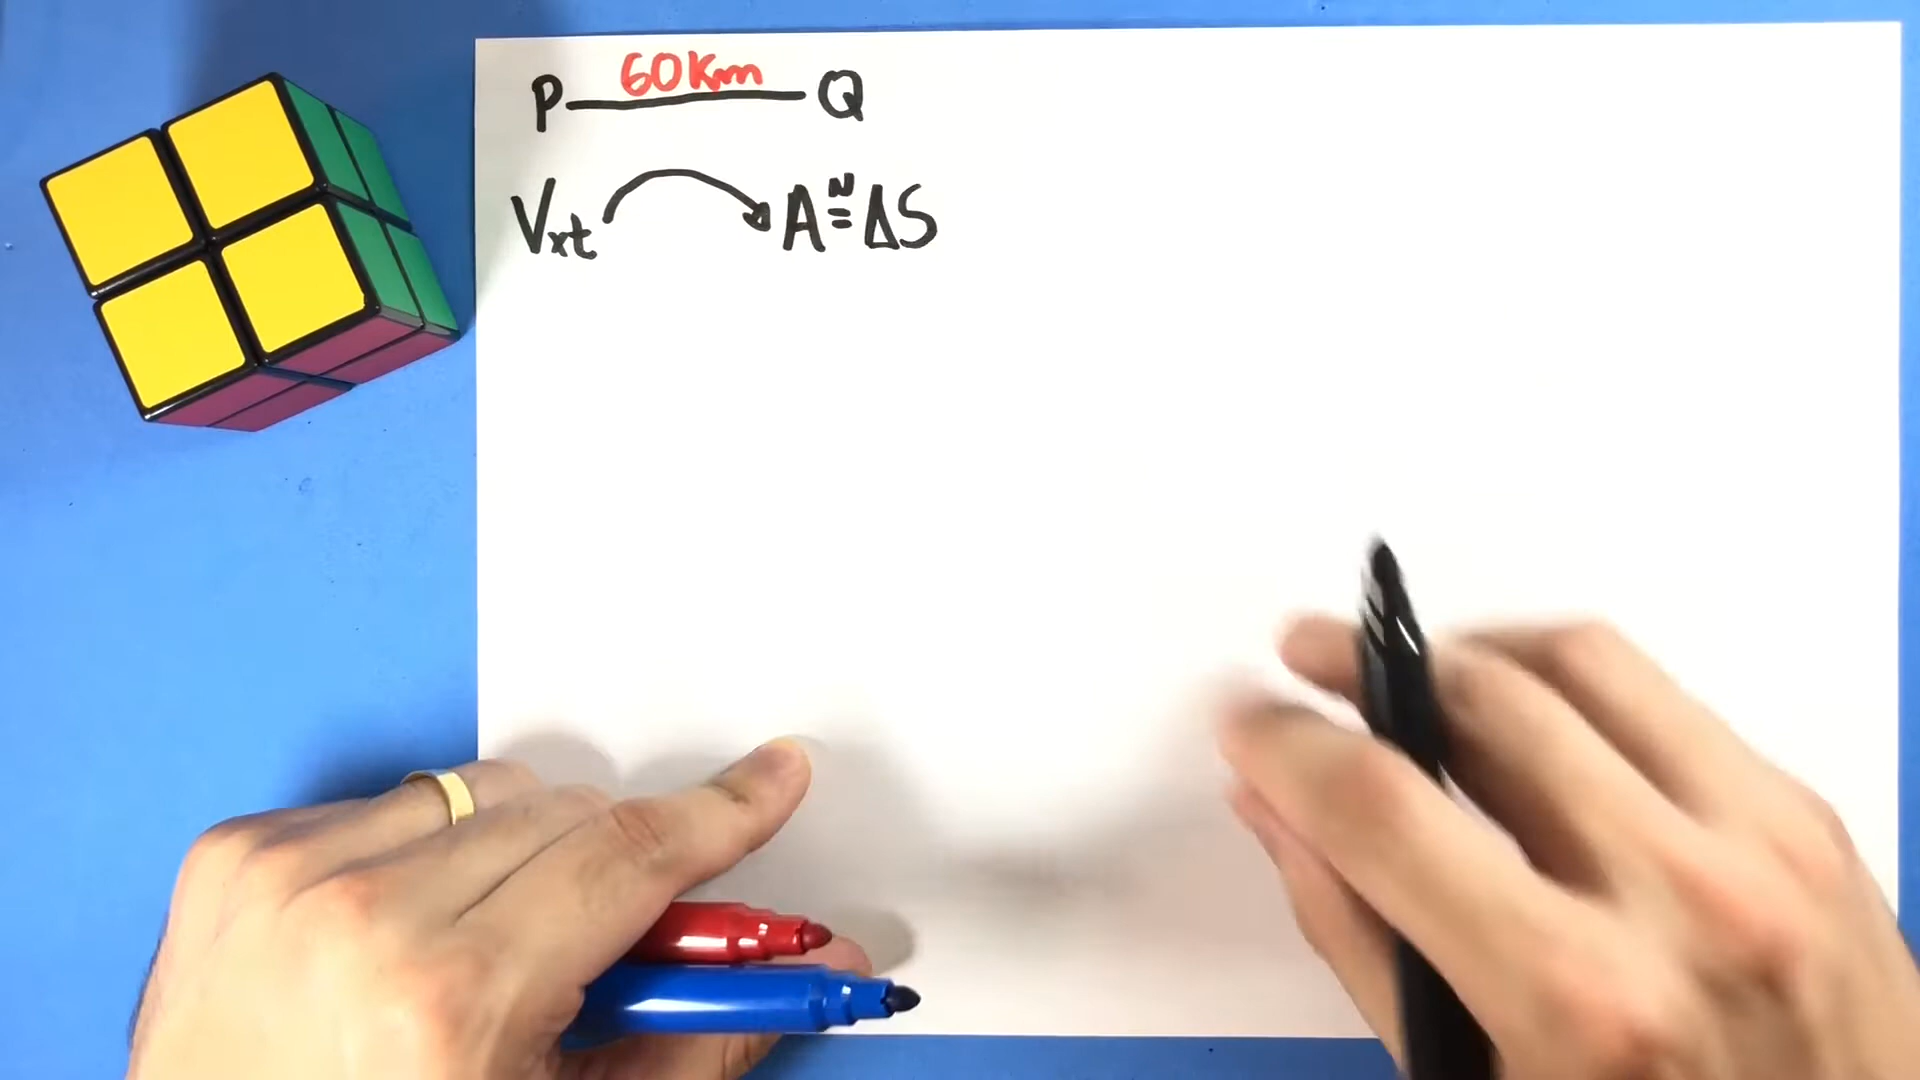 60Km
P Q
Vxt A N= ΔS